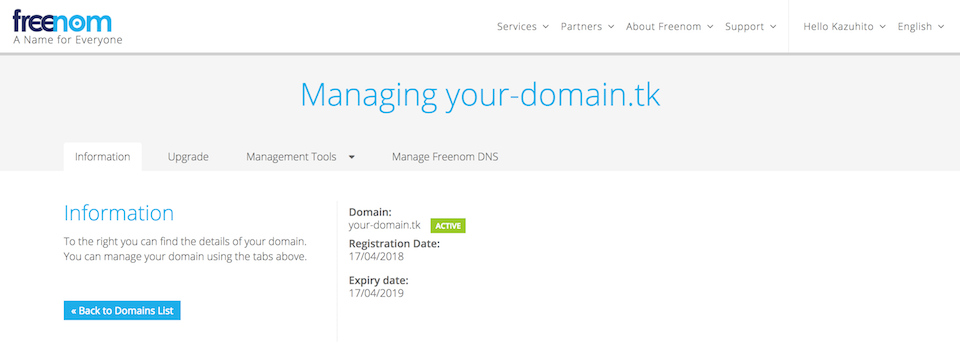 freenom
A Name for Everyone
Services Partners About Freenom Support Hello Kazuhito English
Managing your-domain.tk
Information Upgrade Management Tools Manage Freenom DNS
Information
To the right you can find the details of your domain.
You can manage your domain using the tabs above.
« Back to Domains List
Domain:
your-domain.tk ACTIVE
Registration Date:
17/04/2018
Expiry date:
17/04/2019